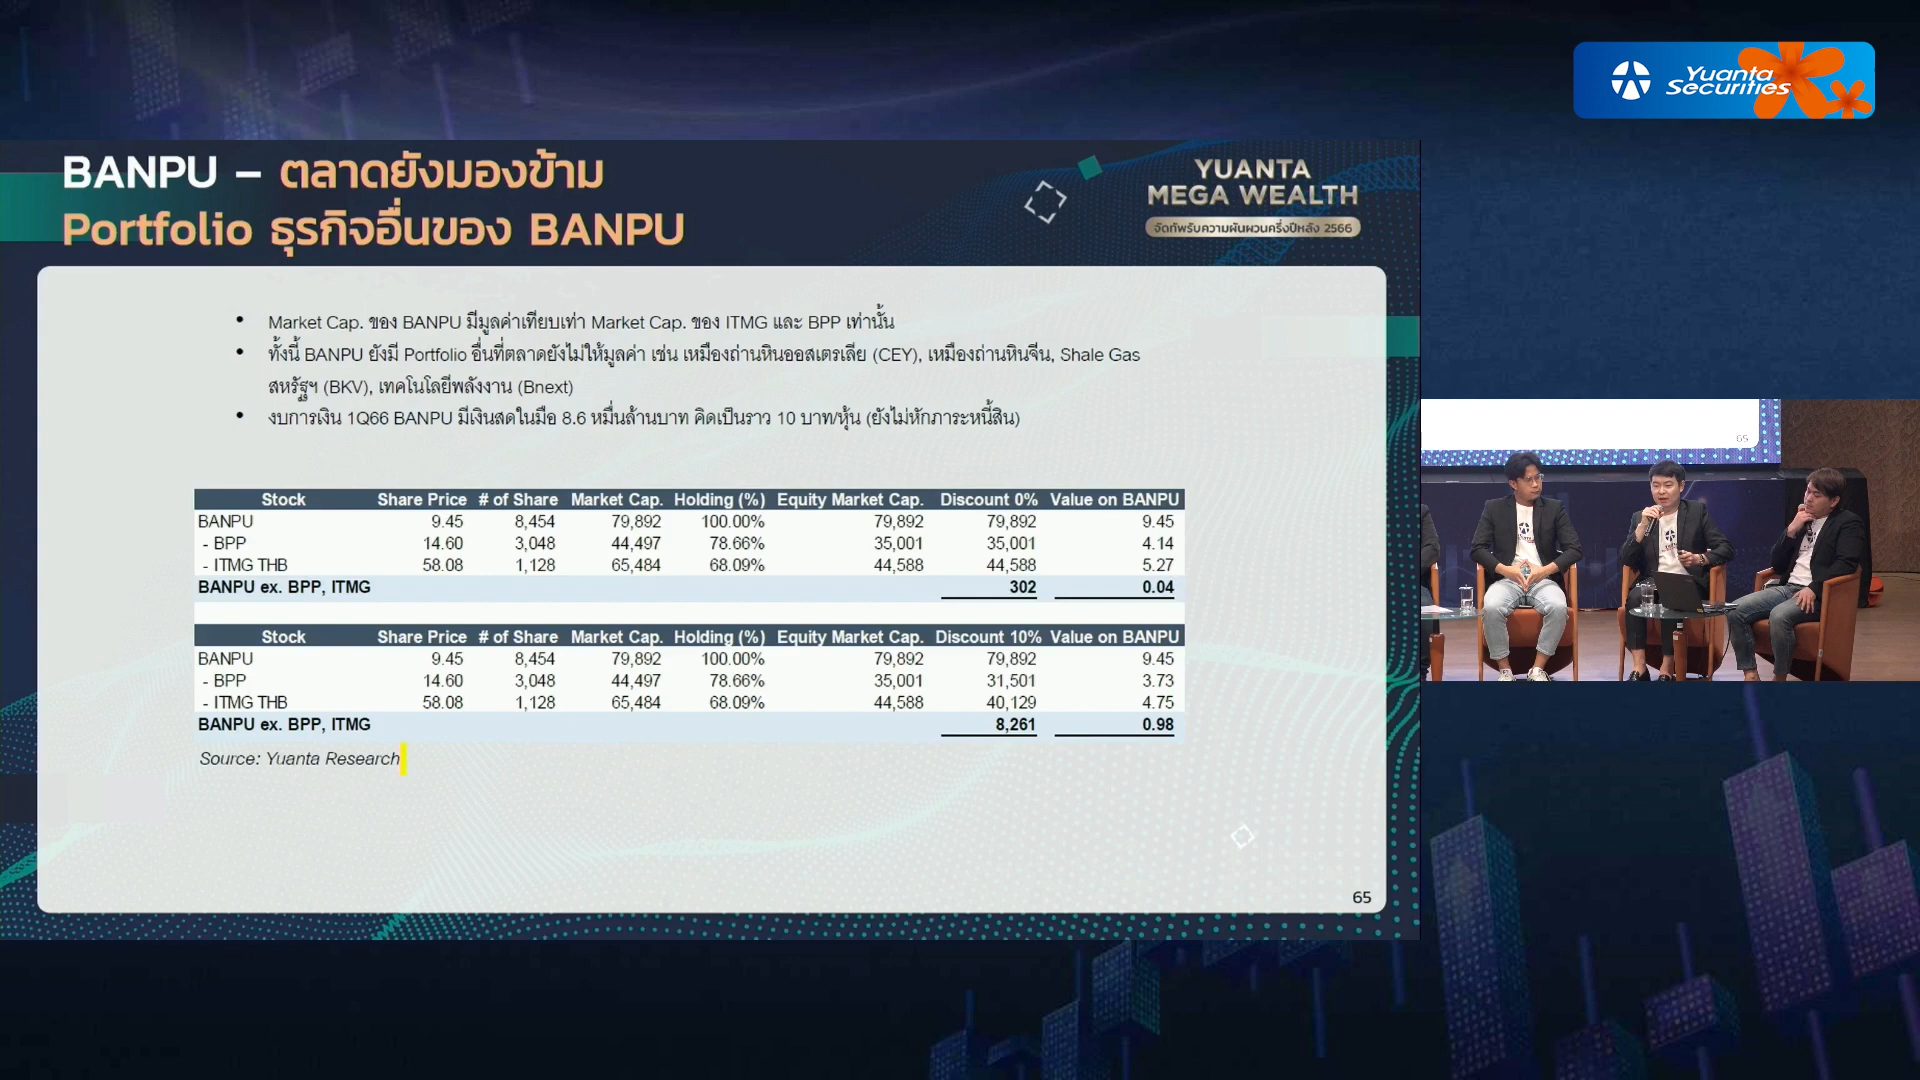 Yuanta
Securities
BANPU – ตลาดยังมองข้าม
Portfolio ธุรกิจอื่นของ BANPU
YUANTA
MEGA WEALTH
จัดทัพรับความผันผวนครึ่งปีหลัง 2566
• Market Cap. ของ BANPU มีมูลค่าเทียบเท่า Market Cap. ของ ITMG และ BPP เท่านั้น
• ทั้งนี้ BANPU ยังมี Portfolio อื่นที่ตลาดยังไม่ให้มูลค่า เช่น เหมืองถ่านหินออสเตรเลีย (CEY), เหมืองถ่านหินจีน, Shale Gas
สหรัฐฯ (BKV), เทคโนโลยีพลังงาน (Bnext)
• งบการเงิน 1Q66 BANPU มีเงินสดในมือ 8.6 หมื่นล้านบาท คิดเป็นราว 10 บาท/หุ้น (ยังไม่หักภาระหนี้สิน)
Stock Share Price # of Share Market Cap. Holding (%) Equity Market Cap. Discount 0% Value on BANPU
BANPU 9.45 8,454 79,892 100.00% 79,892 79,892 9.45
- BPP 14.60 3,048 44,497 78.66% 35,001 35,001 4.14
- ITMG THB 58.08 1,128 65,484 68.09% 44,588 44,588 5.27
BANPU ex. BPP, ITMG 302 0.04
Stock Share Price # of Share Market Cap. Holding (%) Equity Market Cap. Discount 10% Value on BANPU
BANPU 9.45 8,454 79,892 100.00% 79,892 79,892 9.45
- BPP 14.60 3,048 44,497 78.66% 35,001 31,501 3.73
- ITMG THB 58.08 1,128 65,484 68.09% 44,588 40,129 4.75
BANPU ex. BPP, ITMG 8,261 0.98
Source: Yuanta Research
65
65